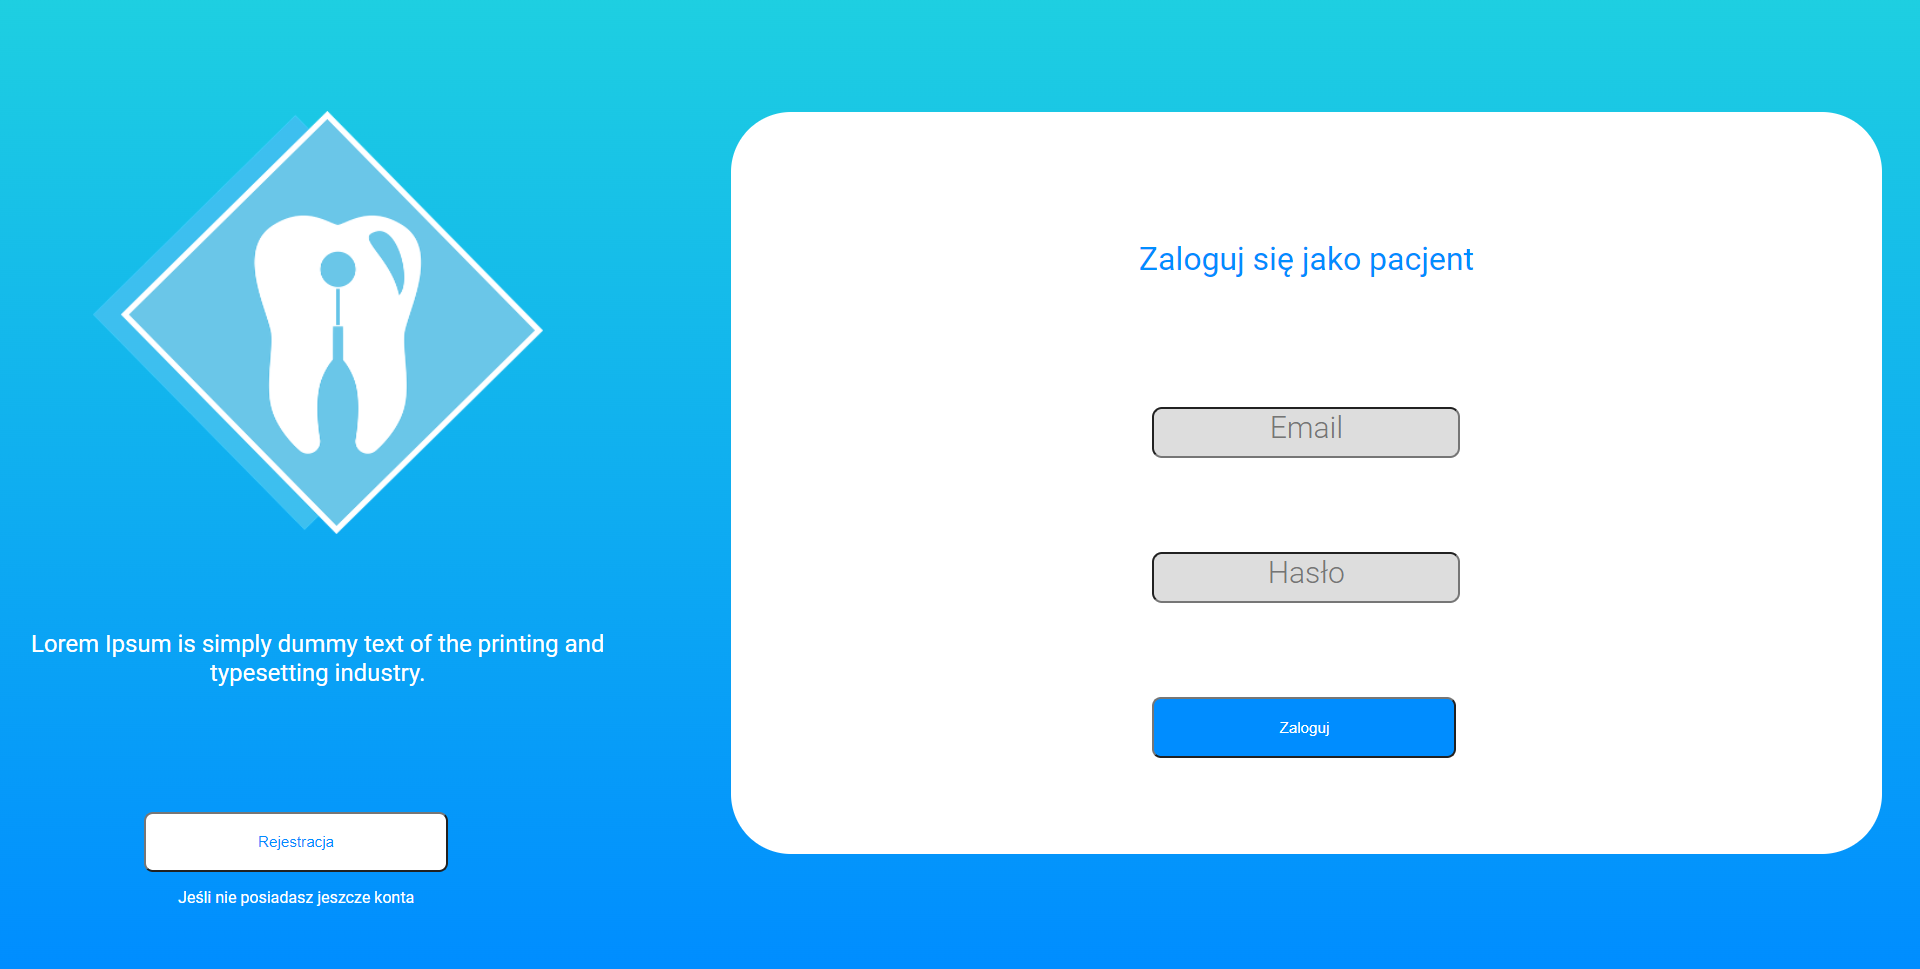 Lorem Ipsum is simply dummy text of the printing and
typesetting industry.
Rejestracja
Jeśli nie posiadasz jeszcze konta
Zaloguj się jako pacjent
Email
Hasło
Zaloguj